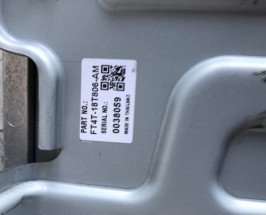 PART NO.:
FT4T-18T806-AM
SERIAL NO.:
0038059
MADE IN THAILAND